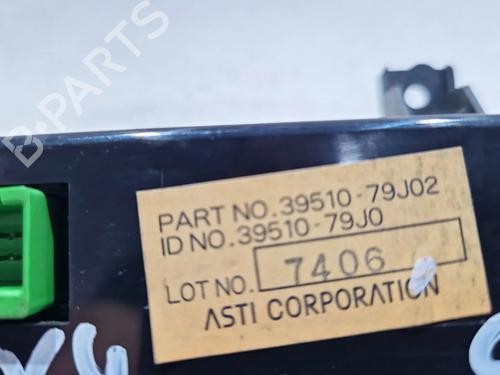 B-PARTS
PART NO. 39510-79J02
ID NO. 39510-79J0
LOT NO. 7406
ASTI CORPORATION